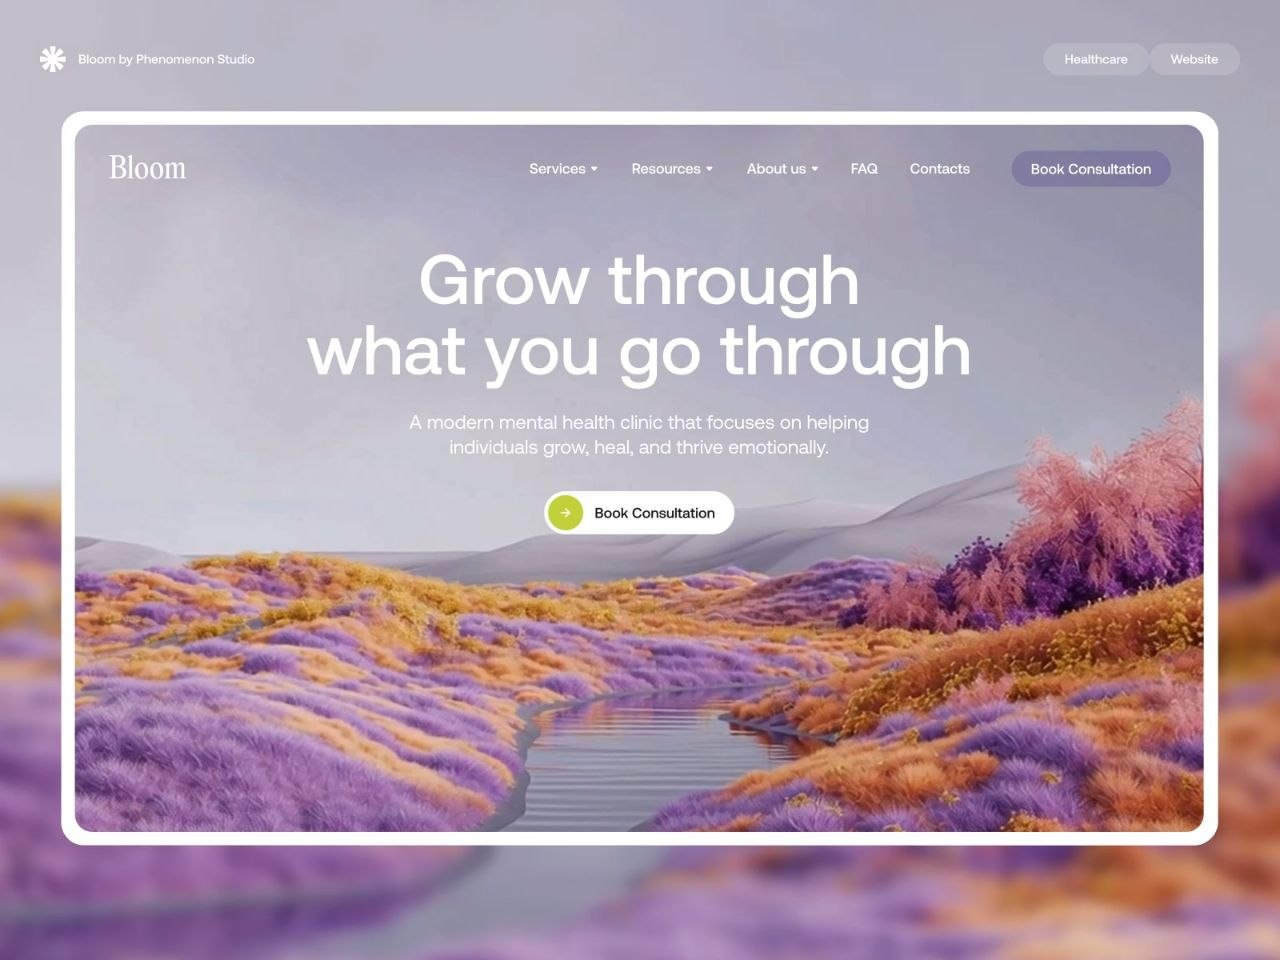 Bloom by Phenomenon Studio
Healthcare
Website
Bloom
Services
Resources
About us
FAQ
Contacts
Book Consultation
Grow through
what you go through
A modern mental health clinic that focuses on helping
individuals grow, heal, and thrive emotionally.
Book Consultation